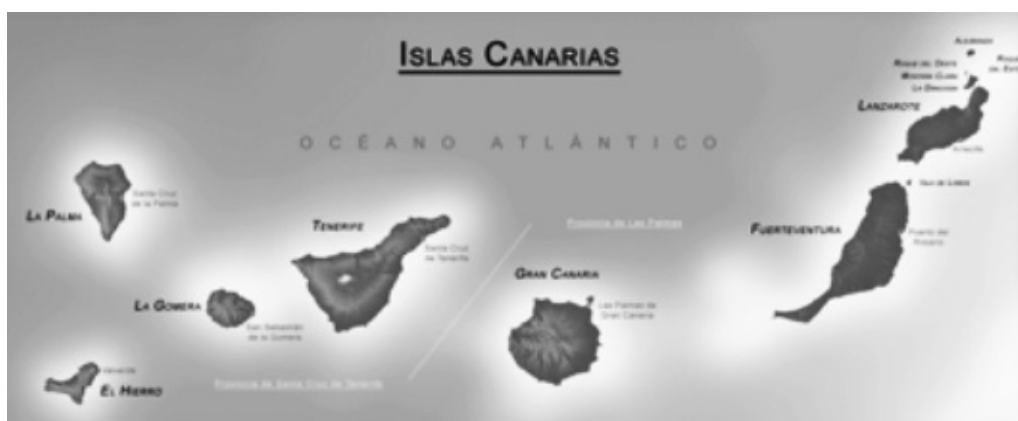 ISLAS CANARIAS
OCÉANO ATLÁNTICO
ALEGRANZA
ROQUE DEL OESTE
ROQUE
DEL ESTE
MONTAÑA CLARA
LA GRACIOSA
LANZAROTE
Arrecife
ISLA DE LOBOS
Santa Cruz
de la Palma
LA PALMA
TENERIFE
Provincia de Las Palmas
FUERTEVENTURA
Puerto del
Rosario
Santa Cruz
de Tenerife
GRAN CANARIA
LA GOMERA
Las Palmas de
Gran Canaria
San Sebastián
de la Gomera
Valverde
EL HIERRO
Provincia de Santa Cruz de Tenerife